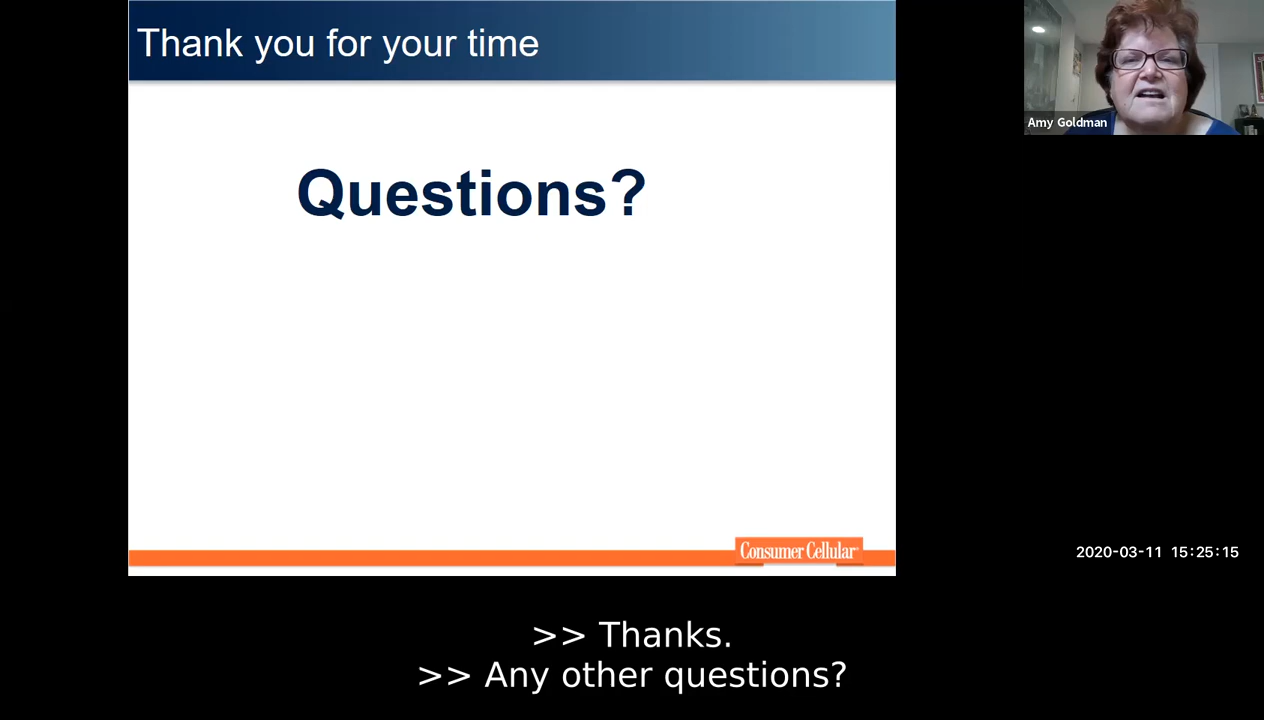 Thank you for your time
Amy Goldman
Questions?
Consumer Cellular
2020-03-11 15:25:15
>> Thanks.
>> Any other questions?